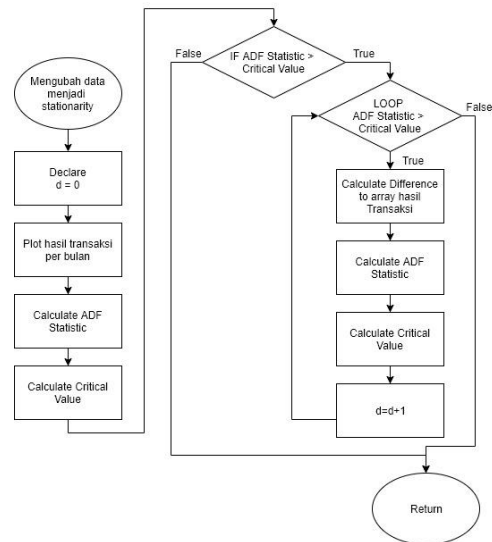 Mengubah data
menjadi
stationarity
Declare
d = 0
Plot hasil transaksi
per bulan
Calculate ADF
Statistic
Calculate Critical
Value
False
IF ADF Statistic >
Critical Value
True
LOOP
ADF Statistic >
Critical Value
False
True
Calculate Difference
to array hasil
Transaksi
Calculate ADF
Statistic
Calculate Critical
Value
d=d+1
Return